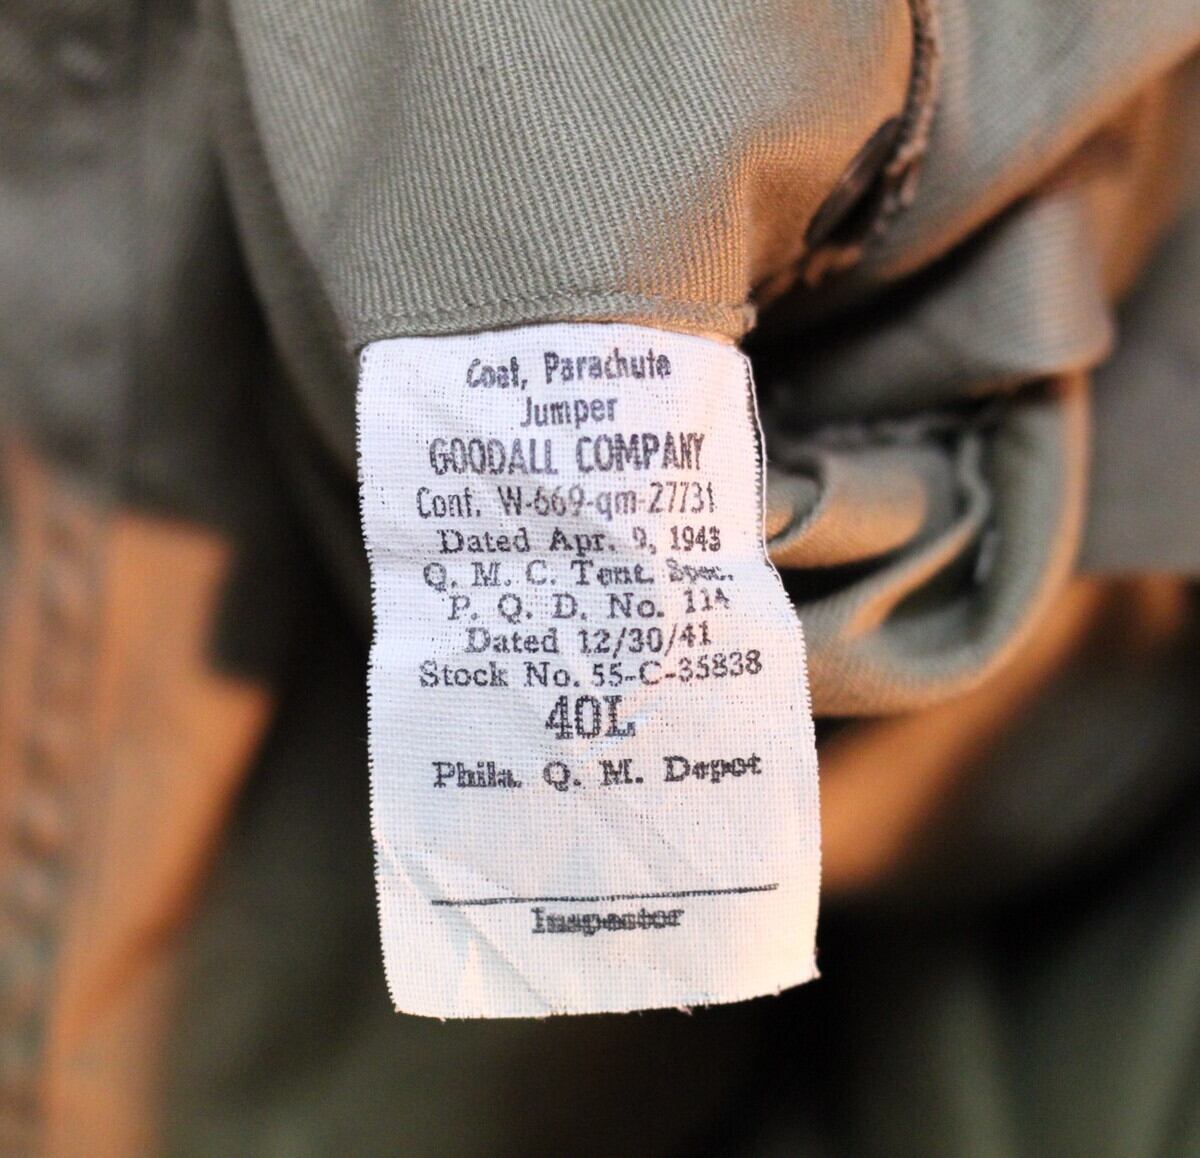 Coat, Parachute
Jumper
GOODALL COMPANY
Cont. W-669-qm-27731
Dated Apr. 9, 1943
Q. M. C. Tent. Spec.
P. Q. D. No. 114
Dated 12/30/41
Stock No. 55-C-35838
40L
Phila. Q. M. Depot
Inspector